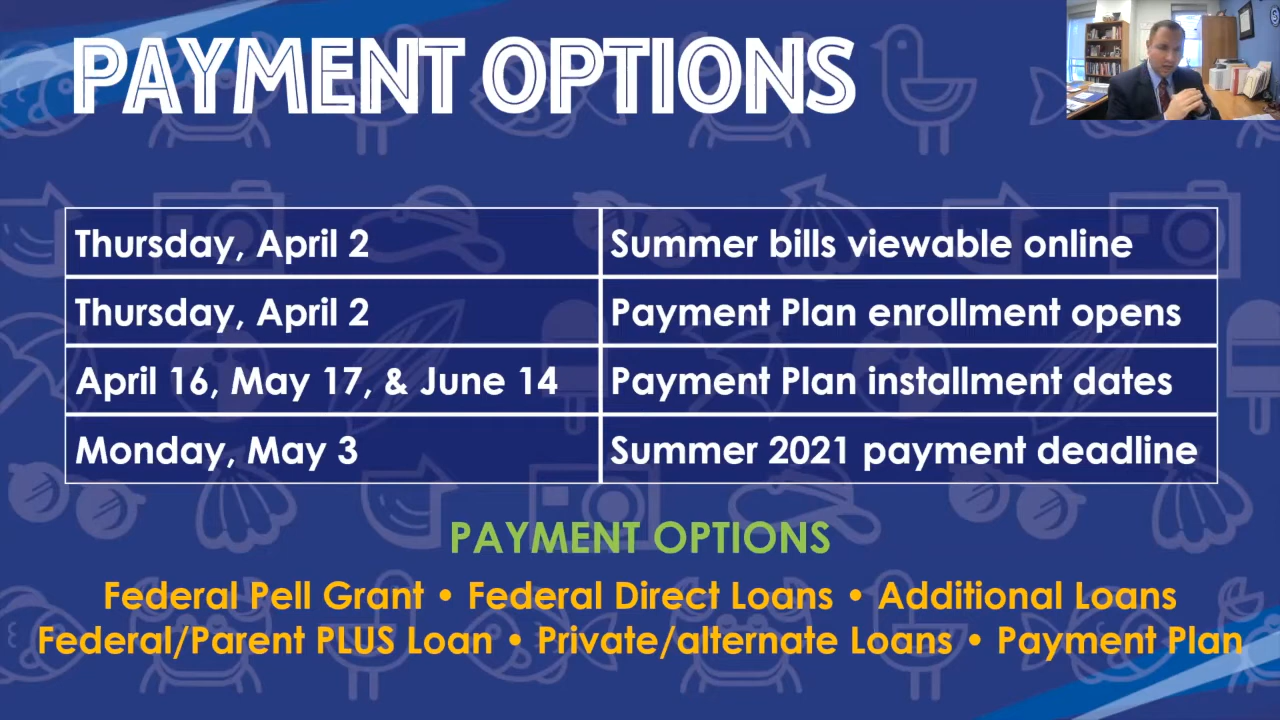 PAYMENT OPTIONS
Thursday, April 2
Summer bills viewable online
Thursday, April 2
Payment Plan enrollment opens
April 16, May 17, & June 14
Payment Plan installment dates
Monday, May 3
Summer 2021 payment deadline
PAYMENT OPTIONS
Federal Pell Grant • Federal Direct Loans • Additional Loans
Federal/Parent PLUS Loan • Private/alternate Loans • Payment Plan